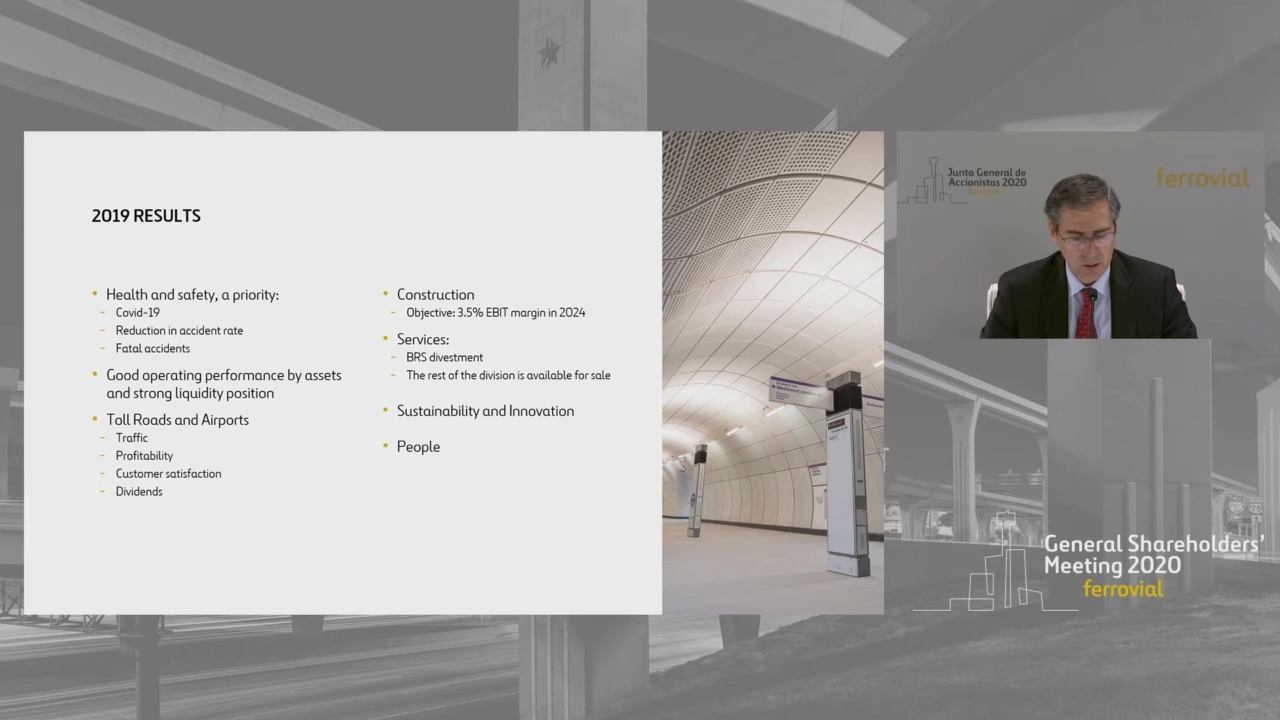 2019 RESULTS
• Health and safety, a priority:
- Covid-19
- Reduction in accident rate
- Fatal accidents
• Good operating performance by assets
and strong liquidity position
• Toll Roads and Airports
- Traffic
- Profitability
- Customer satisfaction
- Dividends
• Construction
- Objective: 3.5% EBIT margin in 2024
• Services:
- BRS divestment
- The rest of the division is available for sale
• Sustainability and Innovation
• People
Junta General de
Accionistas 2020
ferrovial
ferrovial
General Shareholders'
Meeting 2020
ferrovial